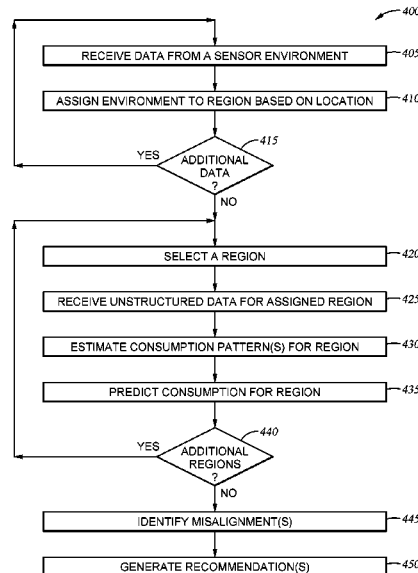 400
RECEIVE DATA FROM A SENSOR ENVIRONMENT
405
ASSIGN ENVIRONMENT TO REGION BASED ON LOCATION
410
415
YES
ADDITIONAL
DATA
?
NO
SELECT A REGION
420
RECEIVE UNSTRUCTURED DATA FOR ASSIGNED REGION
425
ESTIMATE CONSUMPTION PATTERN(S) FOR REGION
430
PREDICT CONSUMPTION FOR REGION
435
440
YES
ADDITIONAL
REGIONS
?
NO
IDENTIFY MISALIGNMENT(S)
445
GENERATE RECOMMENDATION(S)
450